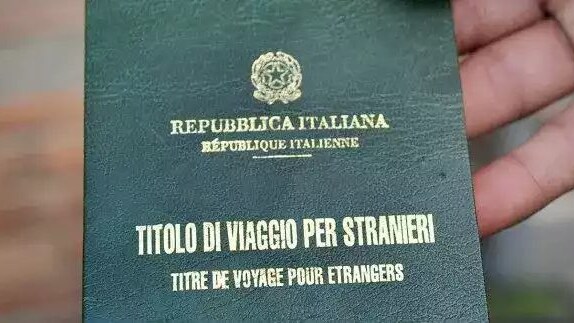 REPUBBLICA ITALIANA
RÉPUBLIQUE ITALIENNE
TITOLO DI VIAGGIO PER STRANIERI
TITRE DE VOYAGE POUR ETRANGERS